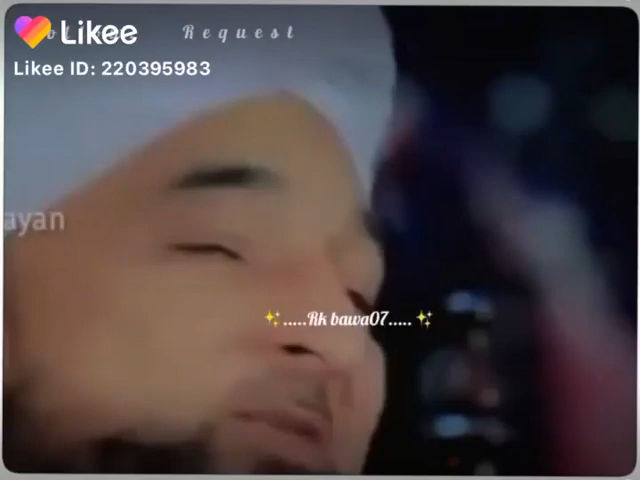 Likee
Request
Likee ID: 220395983
ayan
✨.....Rk bawa07.....✨